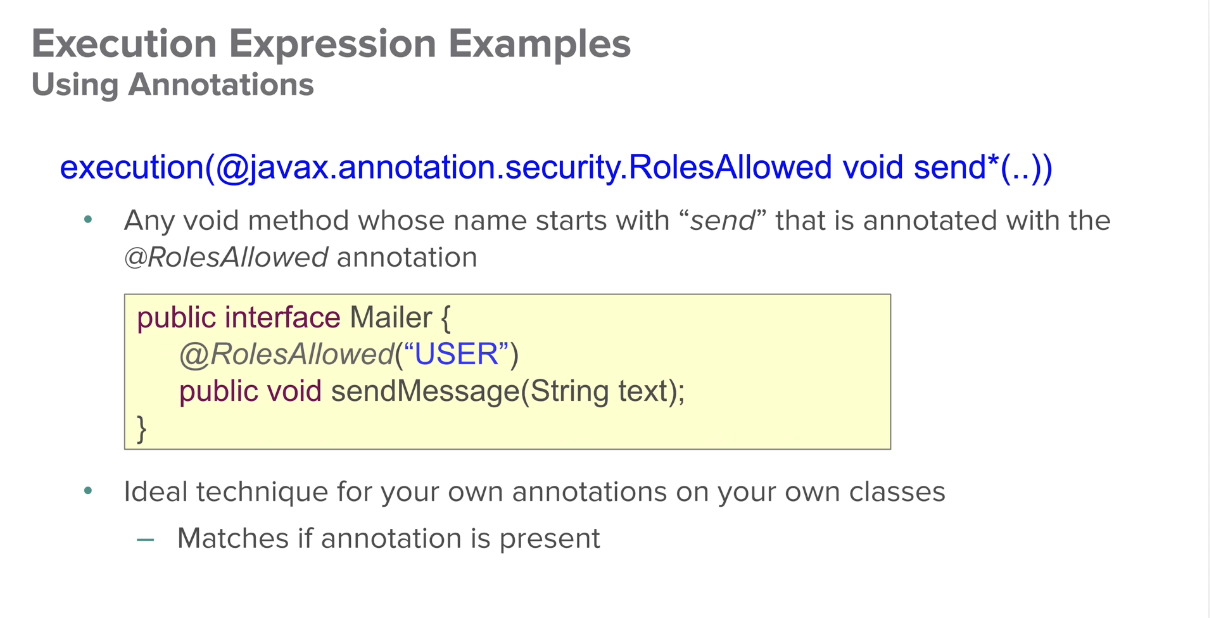 Execution Expression Examples
Using Annotations
execution(@javax.annotation.security.RolesAllowed void send*(..))
• Any void method whose name starts with “send” that is annotated with the
@RolesAllowed annotation
public interface Mailer {
@RolesAllowed(“USER”)
public void sendMessage(String text);
}
• Ideal technique for your own annotations on your own classes
– Matches if annotation is present